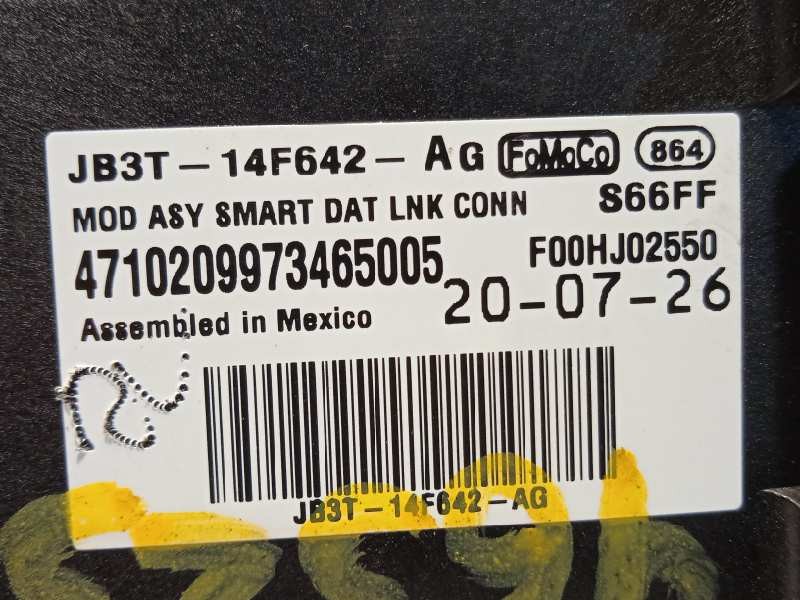 JB3T-14F642-AG FoMoCo 864
MOD ASY SMART DAT LNK CONN S66FF
4710209973465005 F00HJ02550
Assembled in Mexico 20-07-26
JB3T-14F642-AG